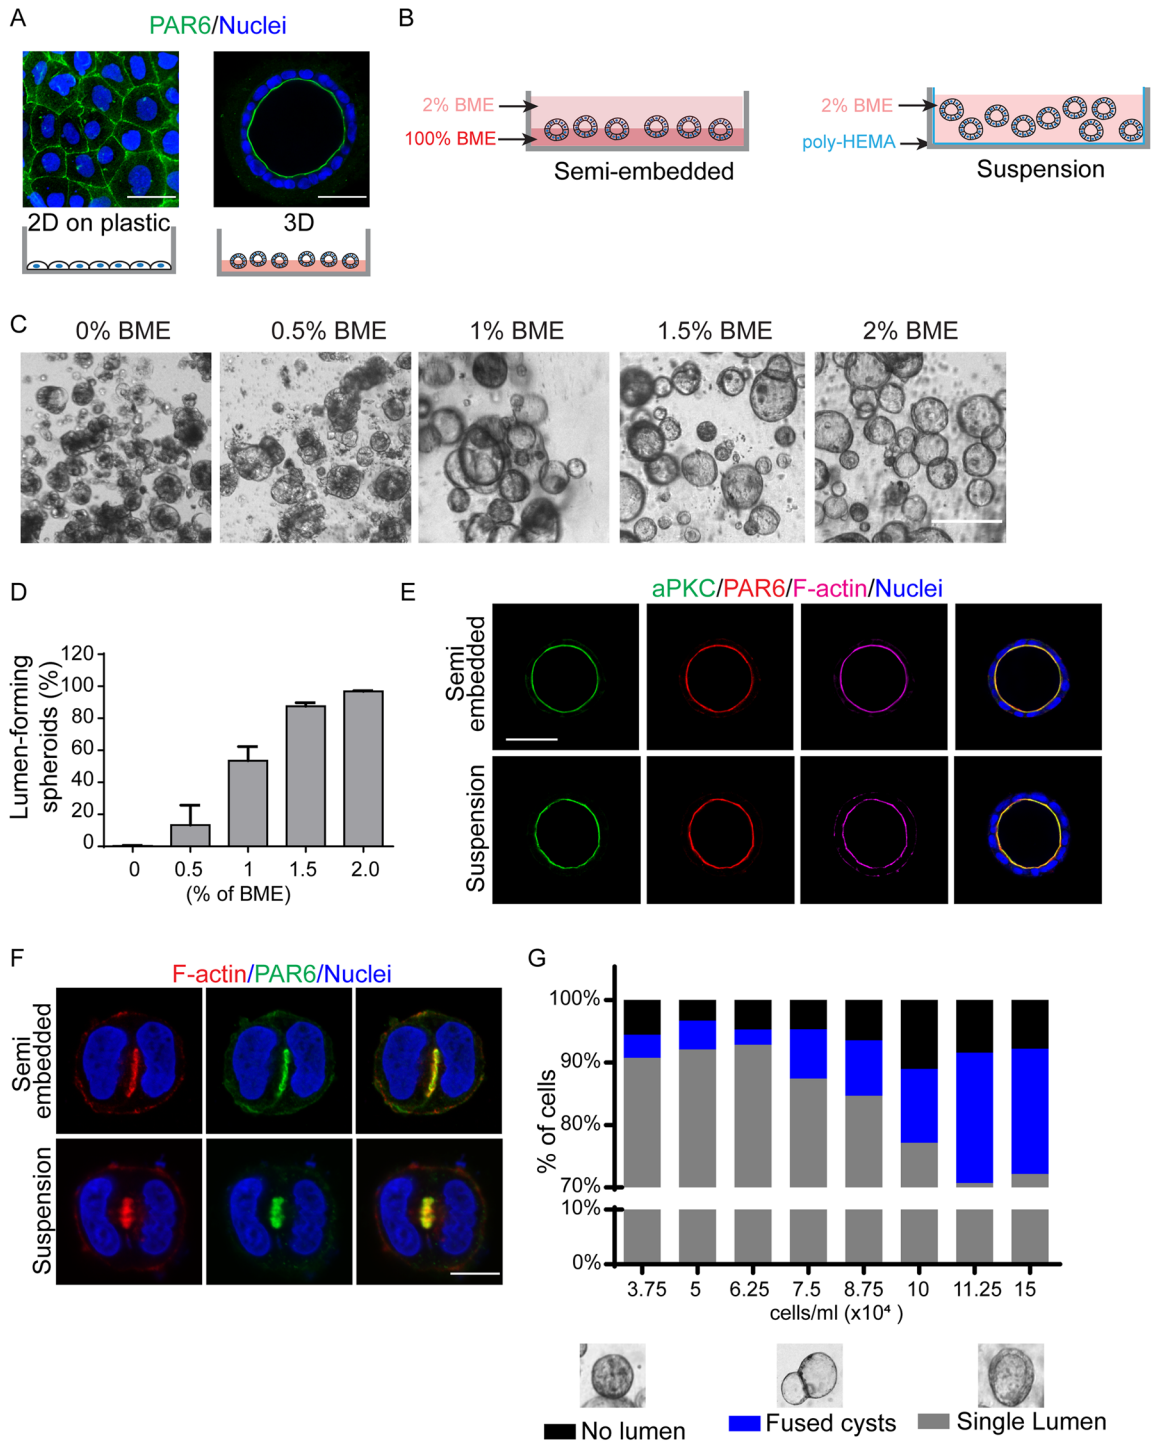 A
PAR6/Nuclei
2D on plastic
3D
B
2% BME
100% BME
Semi-embedded
2% BME
poly-HEMA
Suspension
C
0% BME
0.5% BME
1% BME
1.5% BME
2% BME
D
Lumen-forming
spheroids (%)
120
100
80
60
40
20
0
0
0.5
1
1.5
2.0
(% of BME)
E
aPKC/PAR6/F-actin/Nuclei
Semi
embedded
Suspension
F
F-actin/PAR6/Nuclei
Semi
embedded
Suspension
G
% of cells
100%
90%
80%
70%
10%
0%
3.75
5
6.25
7.5
8.75
10
11.25
15
cells/ml (x10⁴ )
No lumen
Fused cysts
Single Lumen